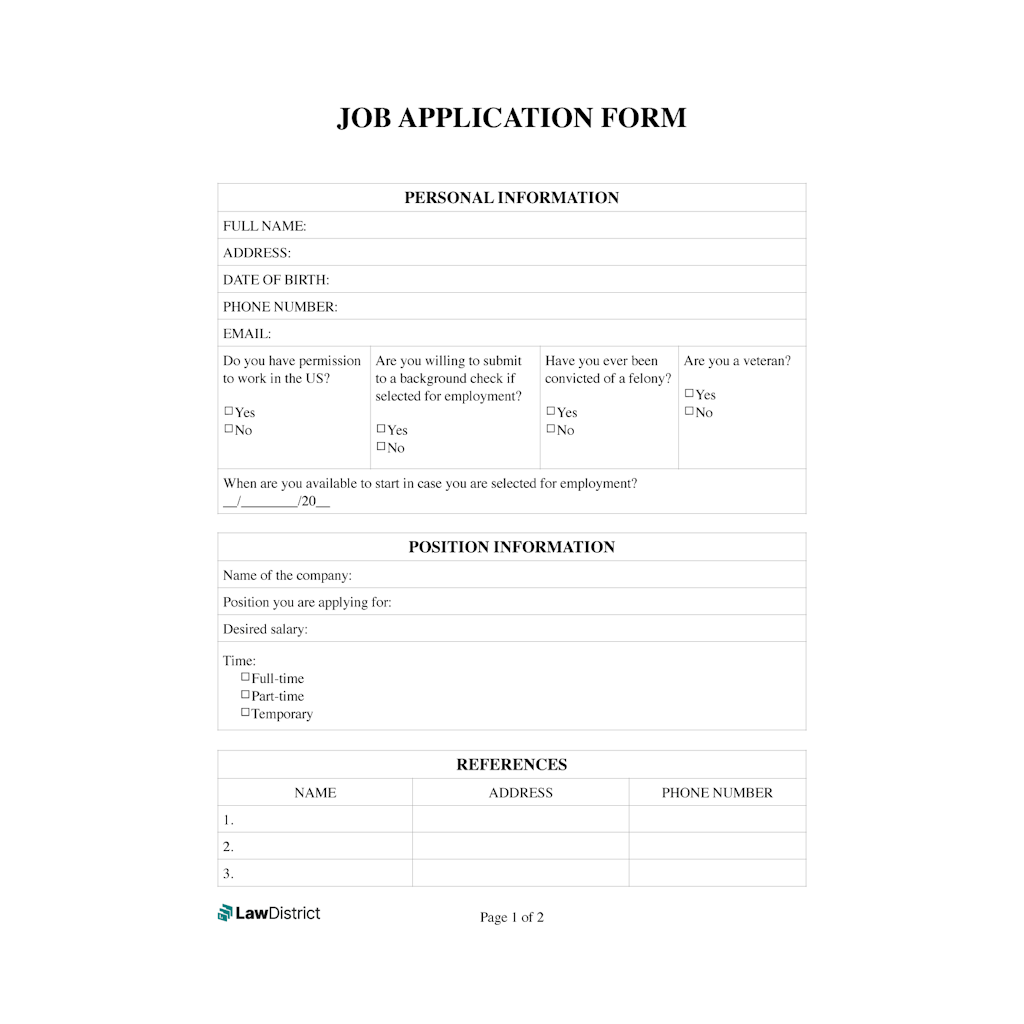 JOB APPLICATION FORM
PERSONAL INFORMATION
FULL NAME:
ADDRESS:
DATE OF BIRTH:
PHONE NUMBER:
EMAIL:
Do you have permission
to work in the US?
☐Yes
☐No
Are you willing to submit
to a background check if
selected for employment?
☐Yes
☐No
Have you ever been
convicted of a felony?
☐Yes
☐No
Are you a veteran?
☐Yes
☐No
When are you available to start in case you are selected for employment?
__/________/20__
POSITION INFORMATION
Name of the company:
Position you are applying for:
Desired salary:
Time:
☐Full-time
☐Part-time
☐Temporary
REFERENCES
NAME ADDRESS PHONE NUMBER
1.
2.
3.
LawDistrict
Page 1 of 2